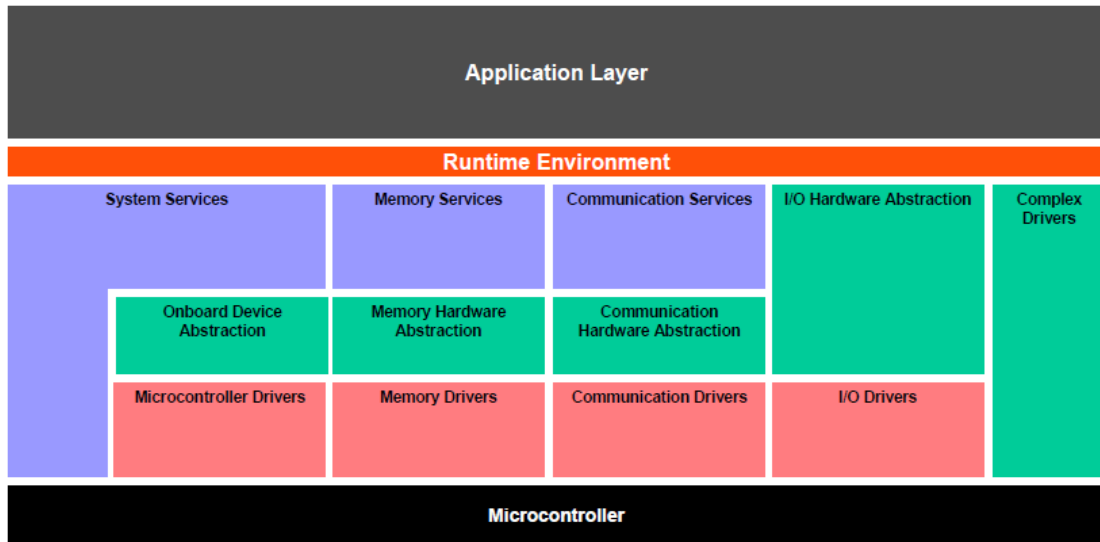 Application Layer
Runtime Environment
System Services
Memory Services
Communication Services
I/O Hardware Abstraction
Complex
Drivers
Onboard Device
Abstraction
Memory Hardware
Abstraction
Communication
Hardware Abstraction
Microcontroller Drivers
Memory Drivers
Communication Drivers
I/O Drivers
Microcontroller